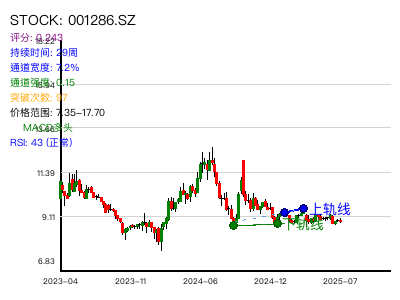 STOCK: 001286.SZ
评分: 0.243
持续时间: 29周
通道宽度: 7.2%
通道强度: 0.15
突破次数: 67
价格范围: 7.35-17.70
MACD多头
RSI: 43 (正常)
11.39
9.11
6.83
上轨线
下轨线
2023-04 2023-11 2024-06 2024-12 2025-07